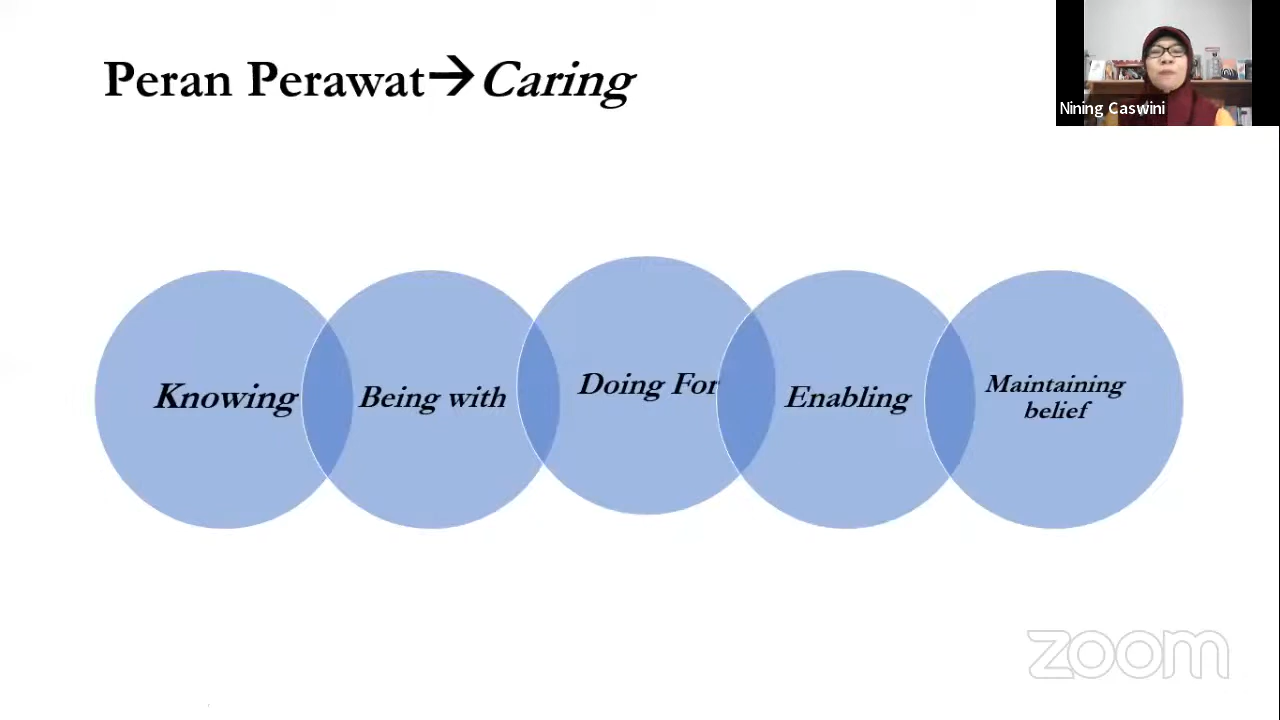 Peran Perawat→Caring
Nining Caswini
Knowing
Being with
Doing For
Enabling
Maintaining
belief
zoom